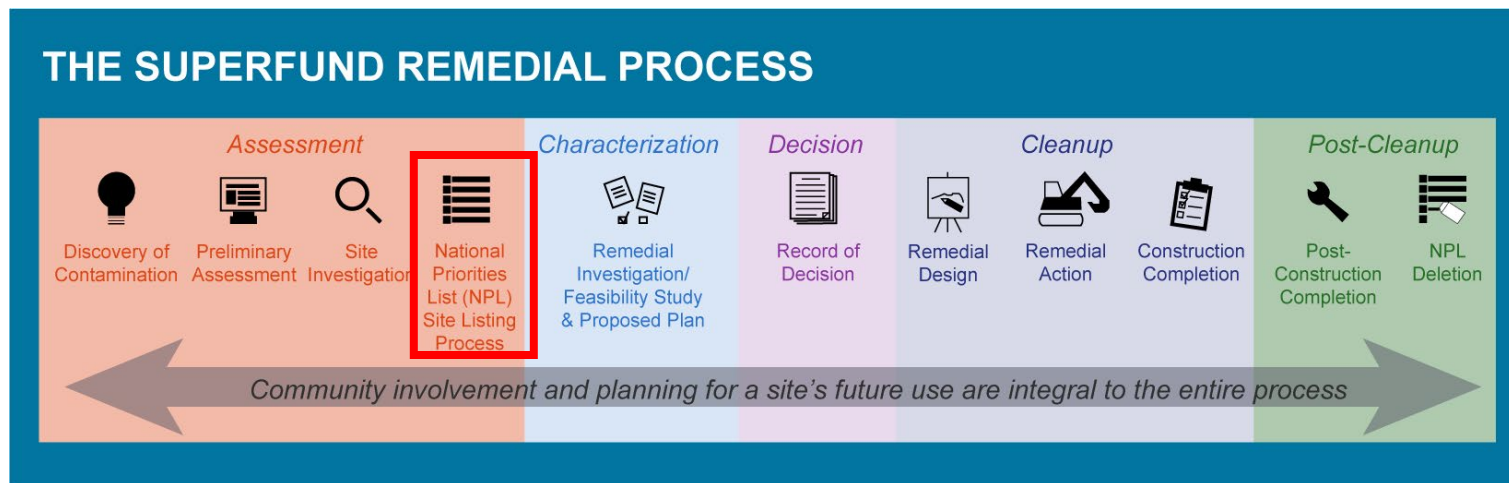 THE SUPERFUND REMEDIAL PROCESS
Assessment
Discovery of
Contamination
Preliminary
Assessment
Site
Investigation
National
Priorities
List (NPL)
Site Listing
Process
Characterization
Remedial
Investigation/
Feasibility Study
& Proposed Plan
Decision
Record of
Decision
Cleanup
Remedial
Design
Remedial
Action
Construction
Completion
Post-Cleanup
Post-
Construction
Completion
NPL
Deletion
Community involvement and planning for a site's future use are integral to the entire process